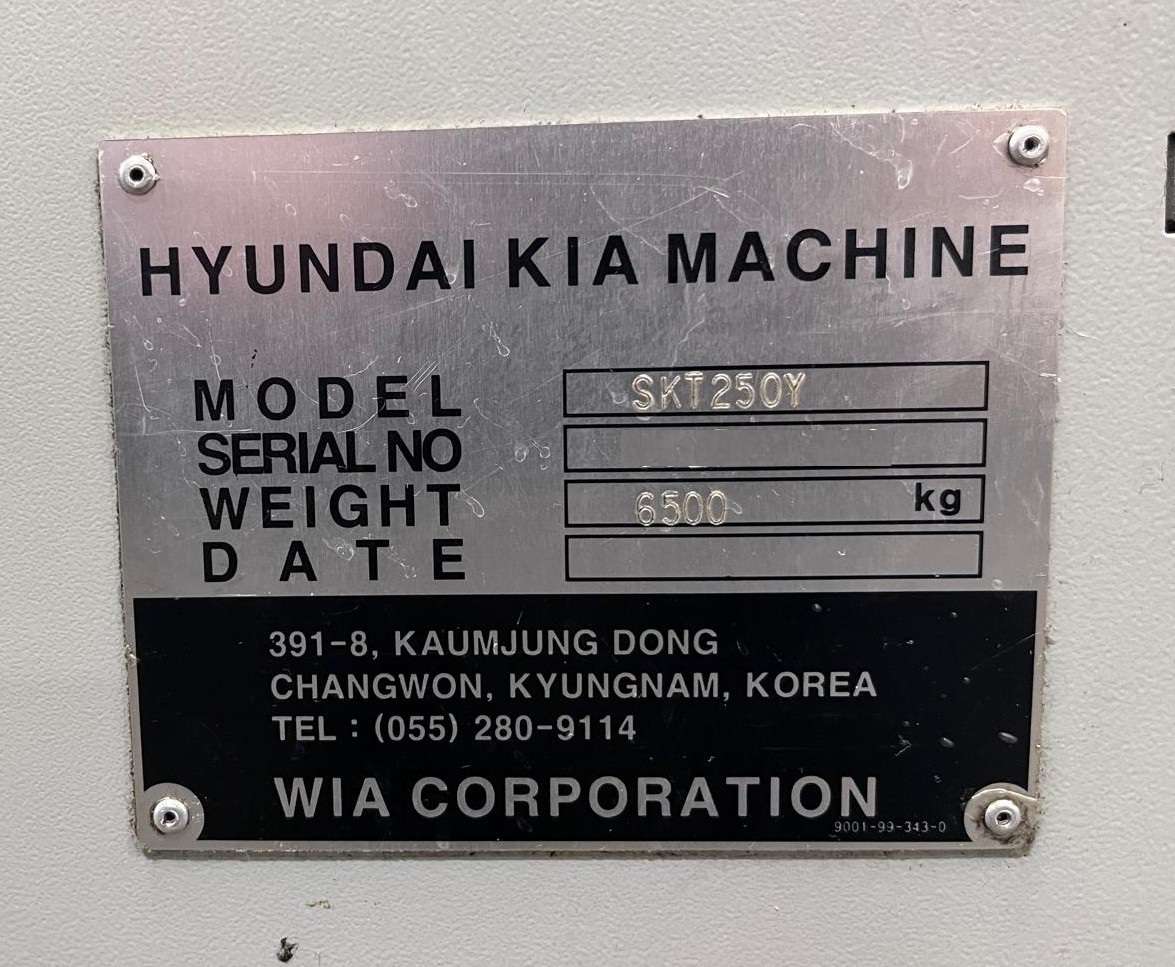 HYUNDAI KIA MACHINE
MODEL SKT250Y
SERIAL NO
WEIGHT 6500 kg
DATE
391-8, KAUMJUNG DONG
CHANGWON, KYUNGNAM, KOREA
TEL : (055) 280-9114
WIA CORPORATION
9001-99-343-0